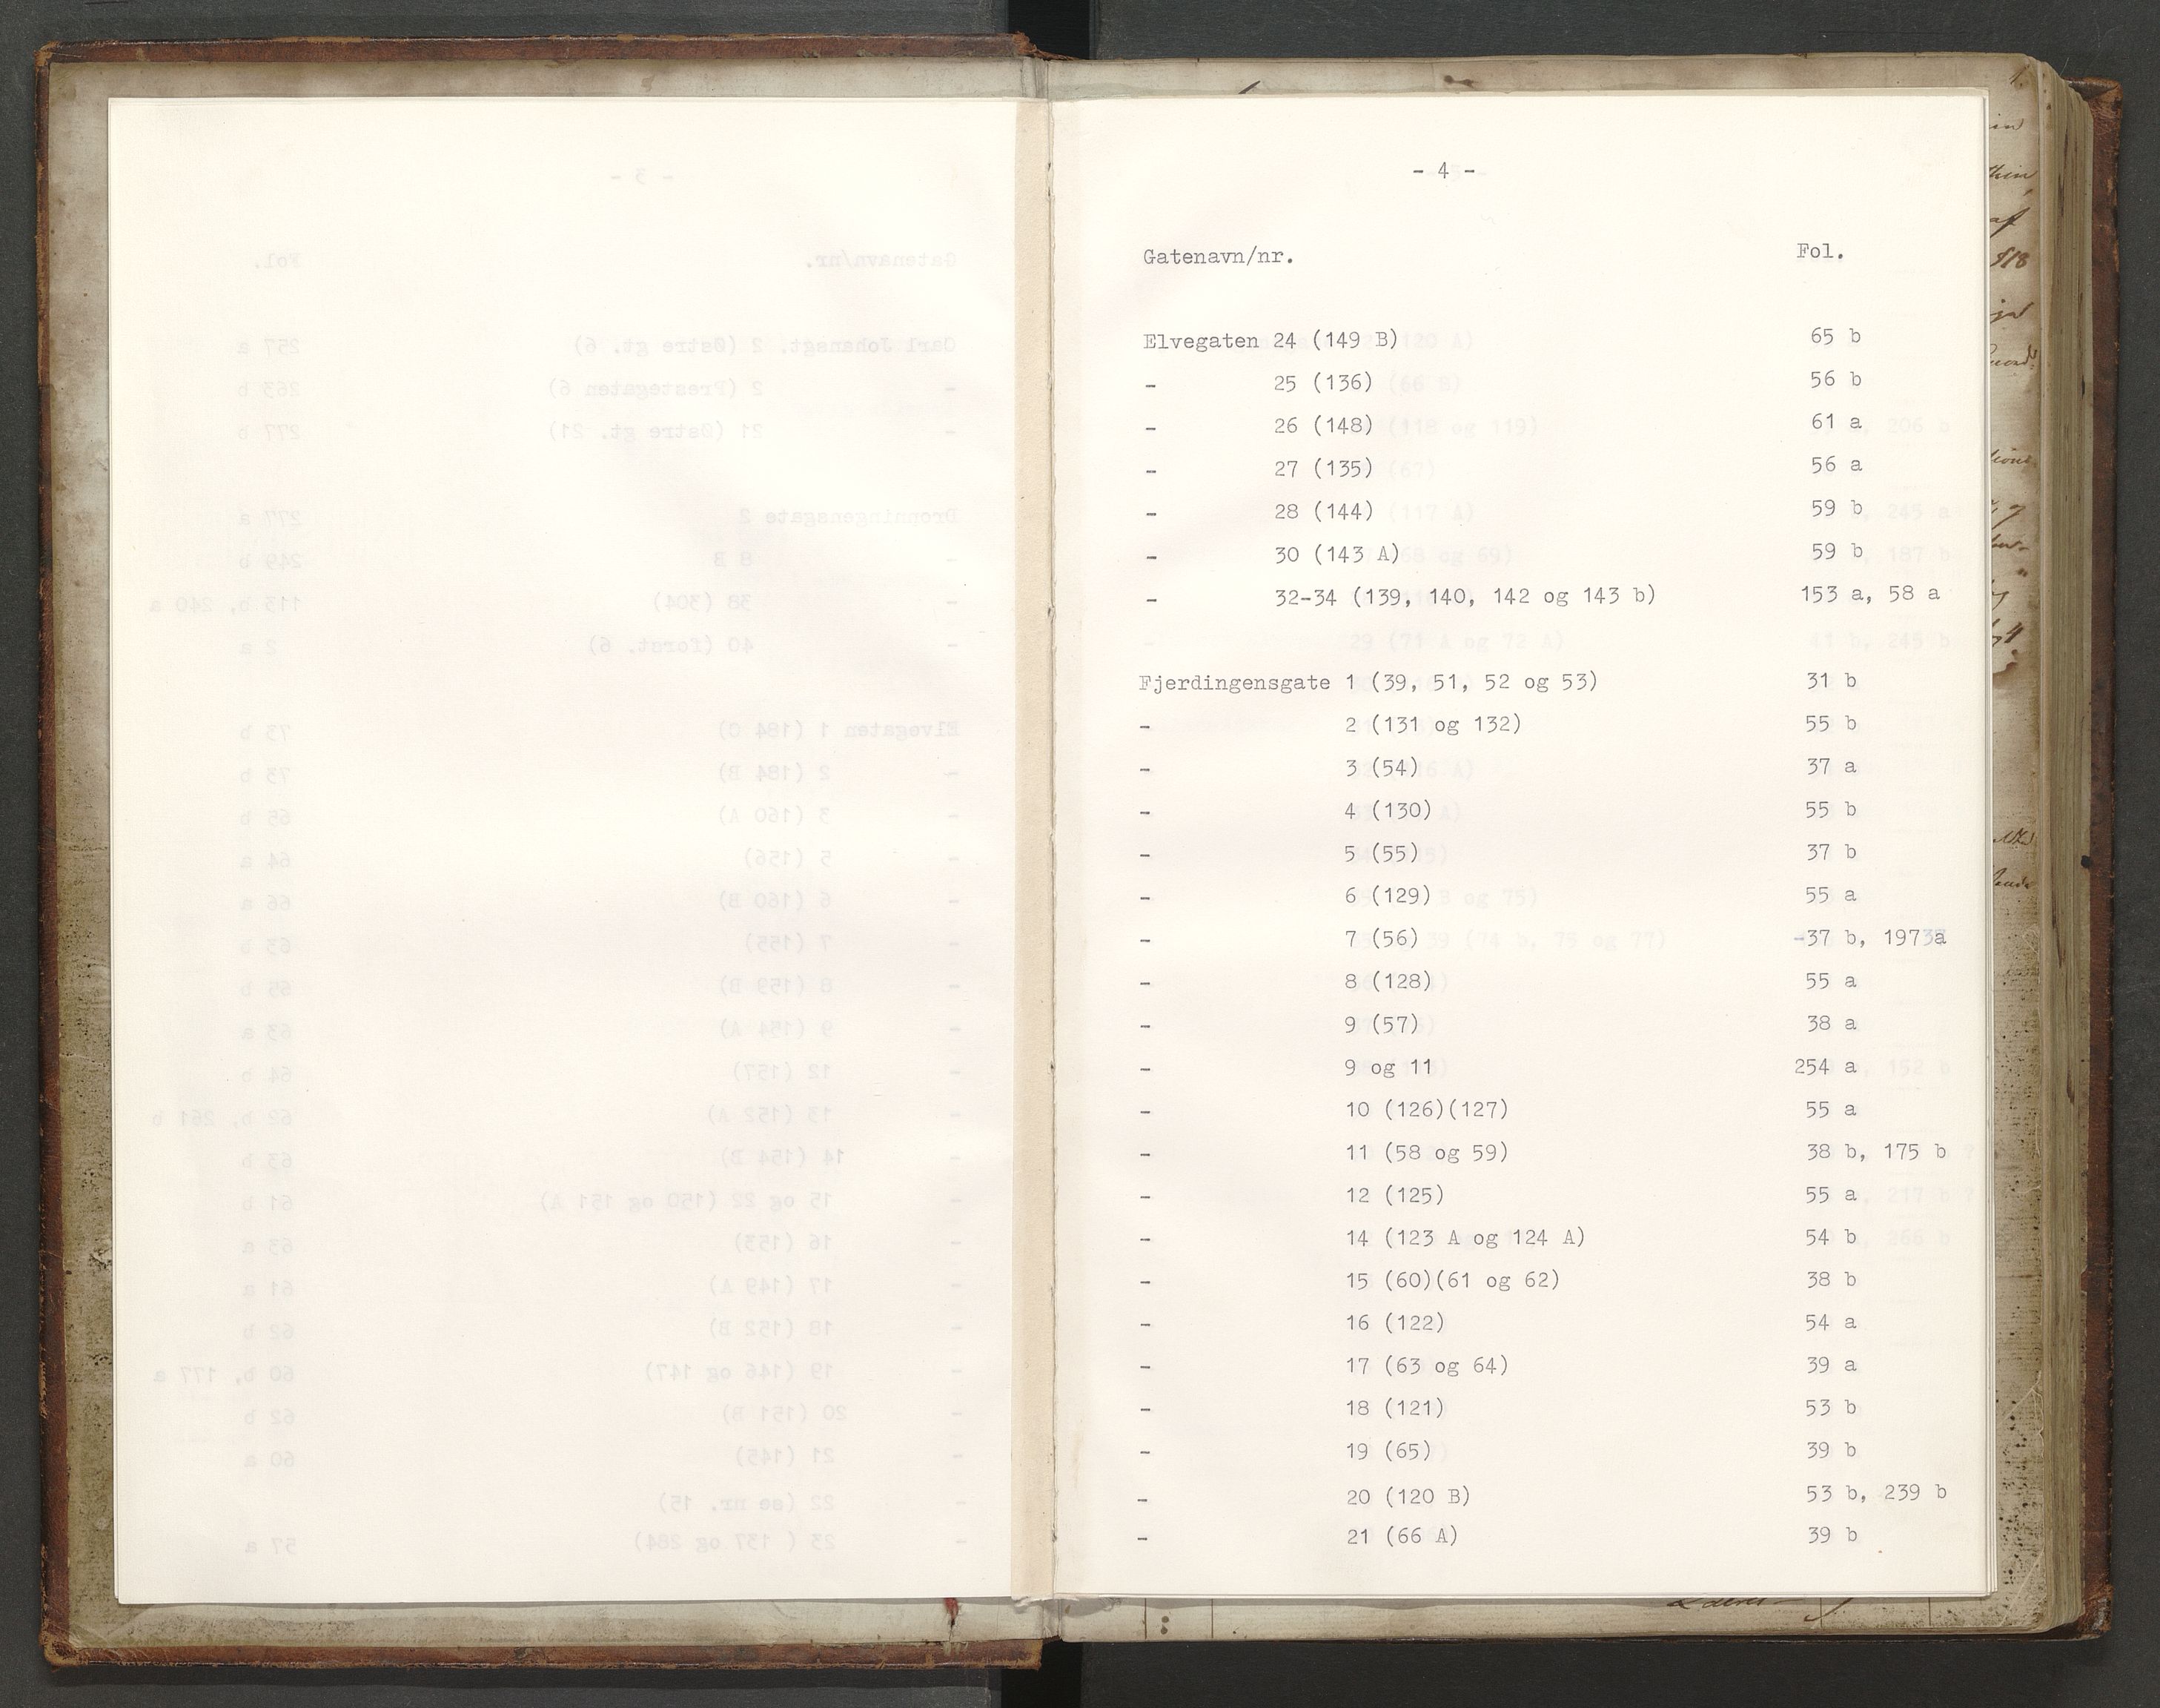 - 4 -
Gatenavn/nr. Fol.
Elvegaten 24 (149 B) 65 b
- 25 (136) 56 b
- 26 (148) 61 a
- 27 (135) 56 a
- 28 (144) 59 b
- 30 (143 A) 59 b
- 32-34 (139, 140, 142 og 143 b) 153 a, 58 a
Fjerdingensgate 1 (39, 51, 52 og 53) 31 b
- 2 (131 og 132) 55 b
- 3 (54) 37 a
- 4 (130) 55 b
- 5 (55) 37 b
- 6 (129) 55 a
- 7 (56) 37 b, 197 a
- 8 (128) 55 a
- 9 (57) 38 a
- 9 og 11 254 a
- 10 (126)(127) 55 a
- 11 (58 og 59) 38 b, 175 b
- 12 (125) 55 a
- 14 (123 A og 124 A) 54 b
- 15 (60)(61 og 62) 38 b
- 16 (122) 54 a
- 17 (63 og 64) 39 a
- 18 (121) 53 b
- 19 (65) 39 b
- 20 (120 B) 53 b, 239 b
- 21 (66 A) 39 b